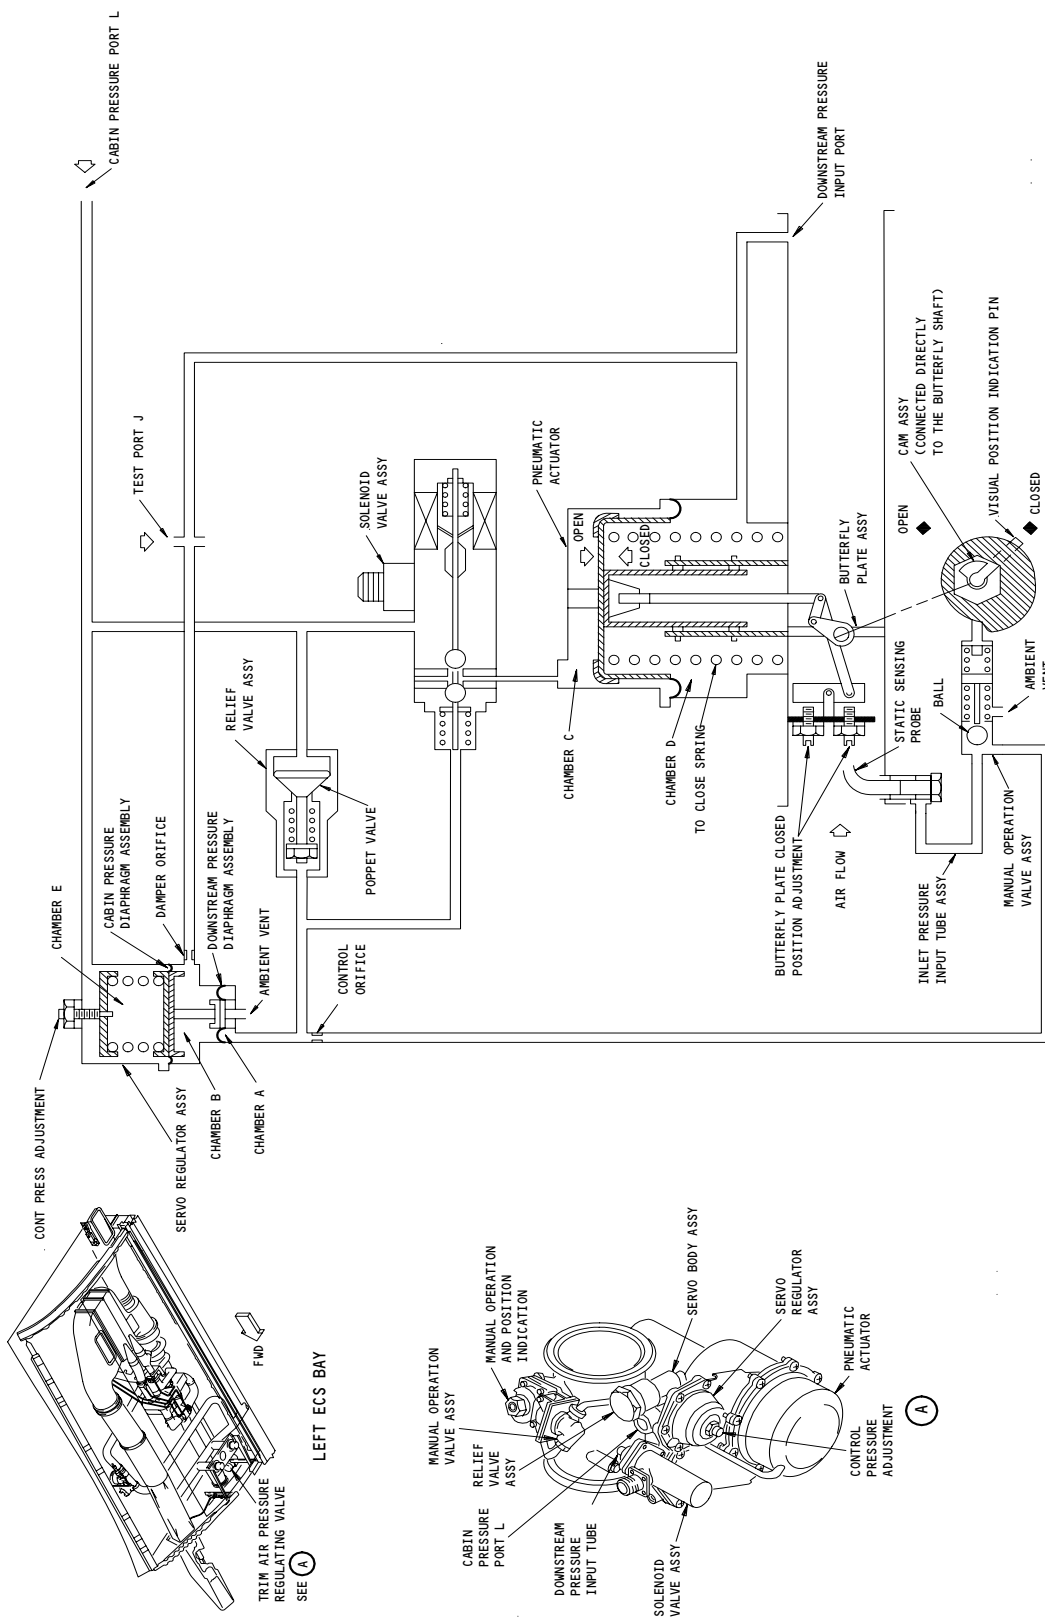 CABIN PRESSURE PORT L
TEST PORT J
DOWNSTREAM PRESSURE
INPUT PORT
CHAMBER E
CABIN PRESSURE
DIAPHRAGM ASSEMBLY
DAMPER ORIFICE
DOWNSTREAM PRESSURE
DIAPHRAGM ASSEMBLY
AMBIENT VENT
CONTROL
ORIFICE
RELIEF
VALVE ASSY
POPPET VALVE
SOLENOID
VALVE ASSY
PNEUMATIC
ACTUATOR
OPEN
CLOSED
CHAMBER C
CHAMBER D
TO CLOSE SPRING
BUTTERFLY
PLATE ASSY
BUTTERFLY PLATE CLOSED
POSITION ADJUSTMENT
AIR FLOW
STATIC SENSING
PROBE
INLET PRESSURE
INPUT TUBE ASSY
BALL
MANUAL OPERATION
VALVE ASSY
AMBIENT
VENT
OPEN
CAM ASSY
(CONNECTED DIRECTLY
TO THE BUTTERFLY SHAFT)
VISUAL POSITION INDICATION PIN
CLOSED
CONT PRESS ADJUSTMENT
SERVO REGULATOR ASSY
CHAMBER B
CHAMBER A
FWD
LEFT ECS BAY
TRIM AIR PRESSURE
REGULATING VALVE
SEE A
MANUAL OPERATION
AND POSITION
INDICATION
MANUAL OPERATION
VALVE ASSY
RELIEF
VALVE
ASSY
CABIN
PRESSURE
PORT L
DOWNSTREAM
PRESSURE
INPUT TUBE
SOLENOID
VALVE ASSY
SERVO BODY ASSY
SERVO
REGULATOR
ASSY
PNEUMATIC
ACTUATOR
CONTROL
PRESSURE
ADJUSTMENT
A